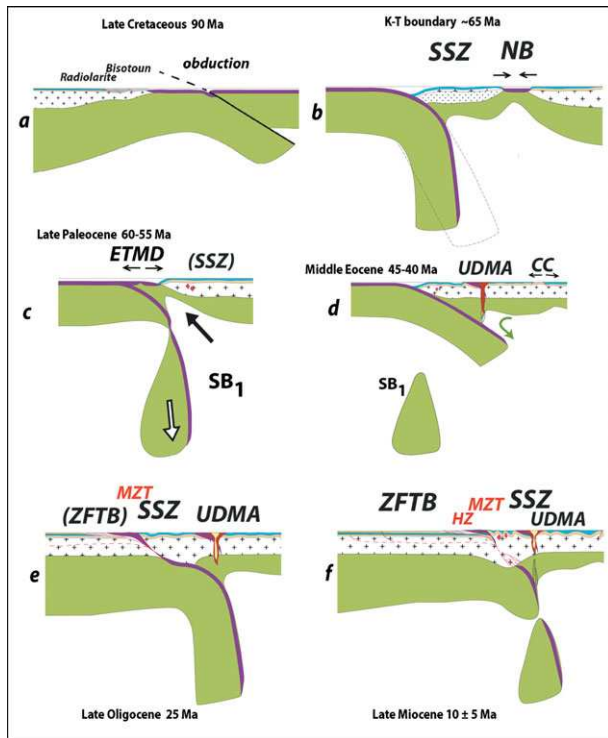 Late Cretaceous 90 Ma
Bisotoun
obduction
Radiolarite
a
K-T boundary ~65 Ma
SSZ NB
b
Late Paleocene 60-55 Ma
ETMD
(SSZ)
c
SB1
Middle Eocene 45-40 Ma
UDMA
CC
d
SB1
MZT
(ZFTB) SSZ UDMA
e
Late Oligocene 25 Ma
ZFTB MZT SSZ
HZ UDMA
f
Late Miocene 10 ± 5 Ma